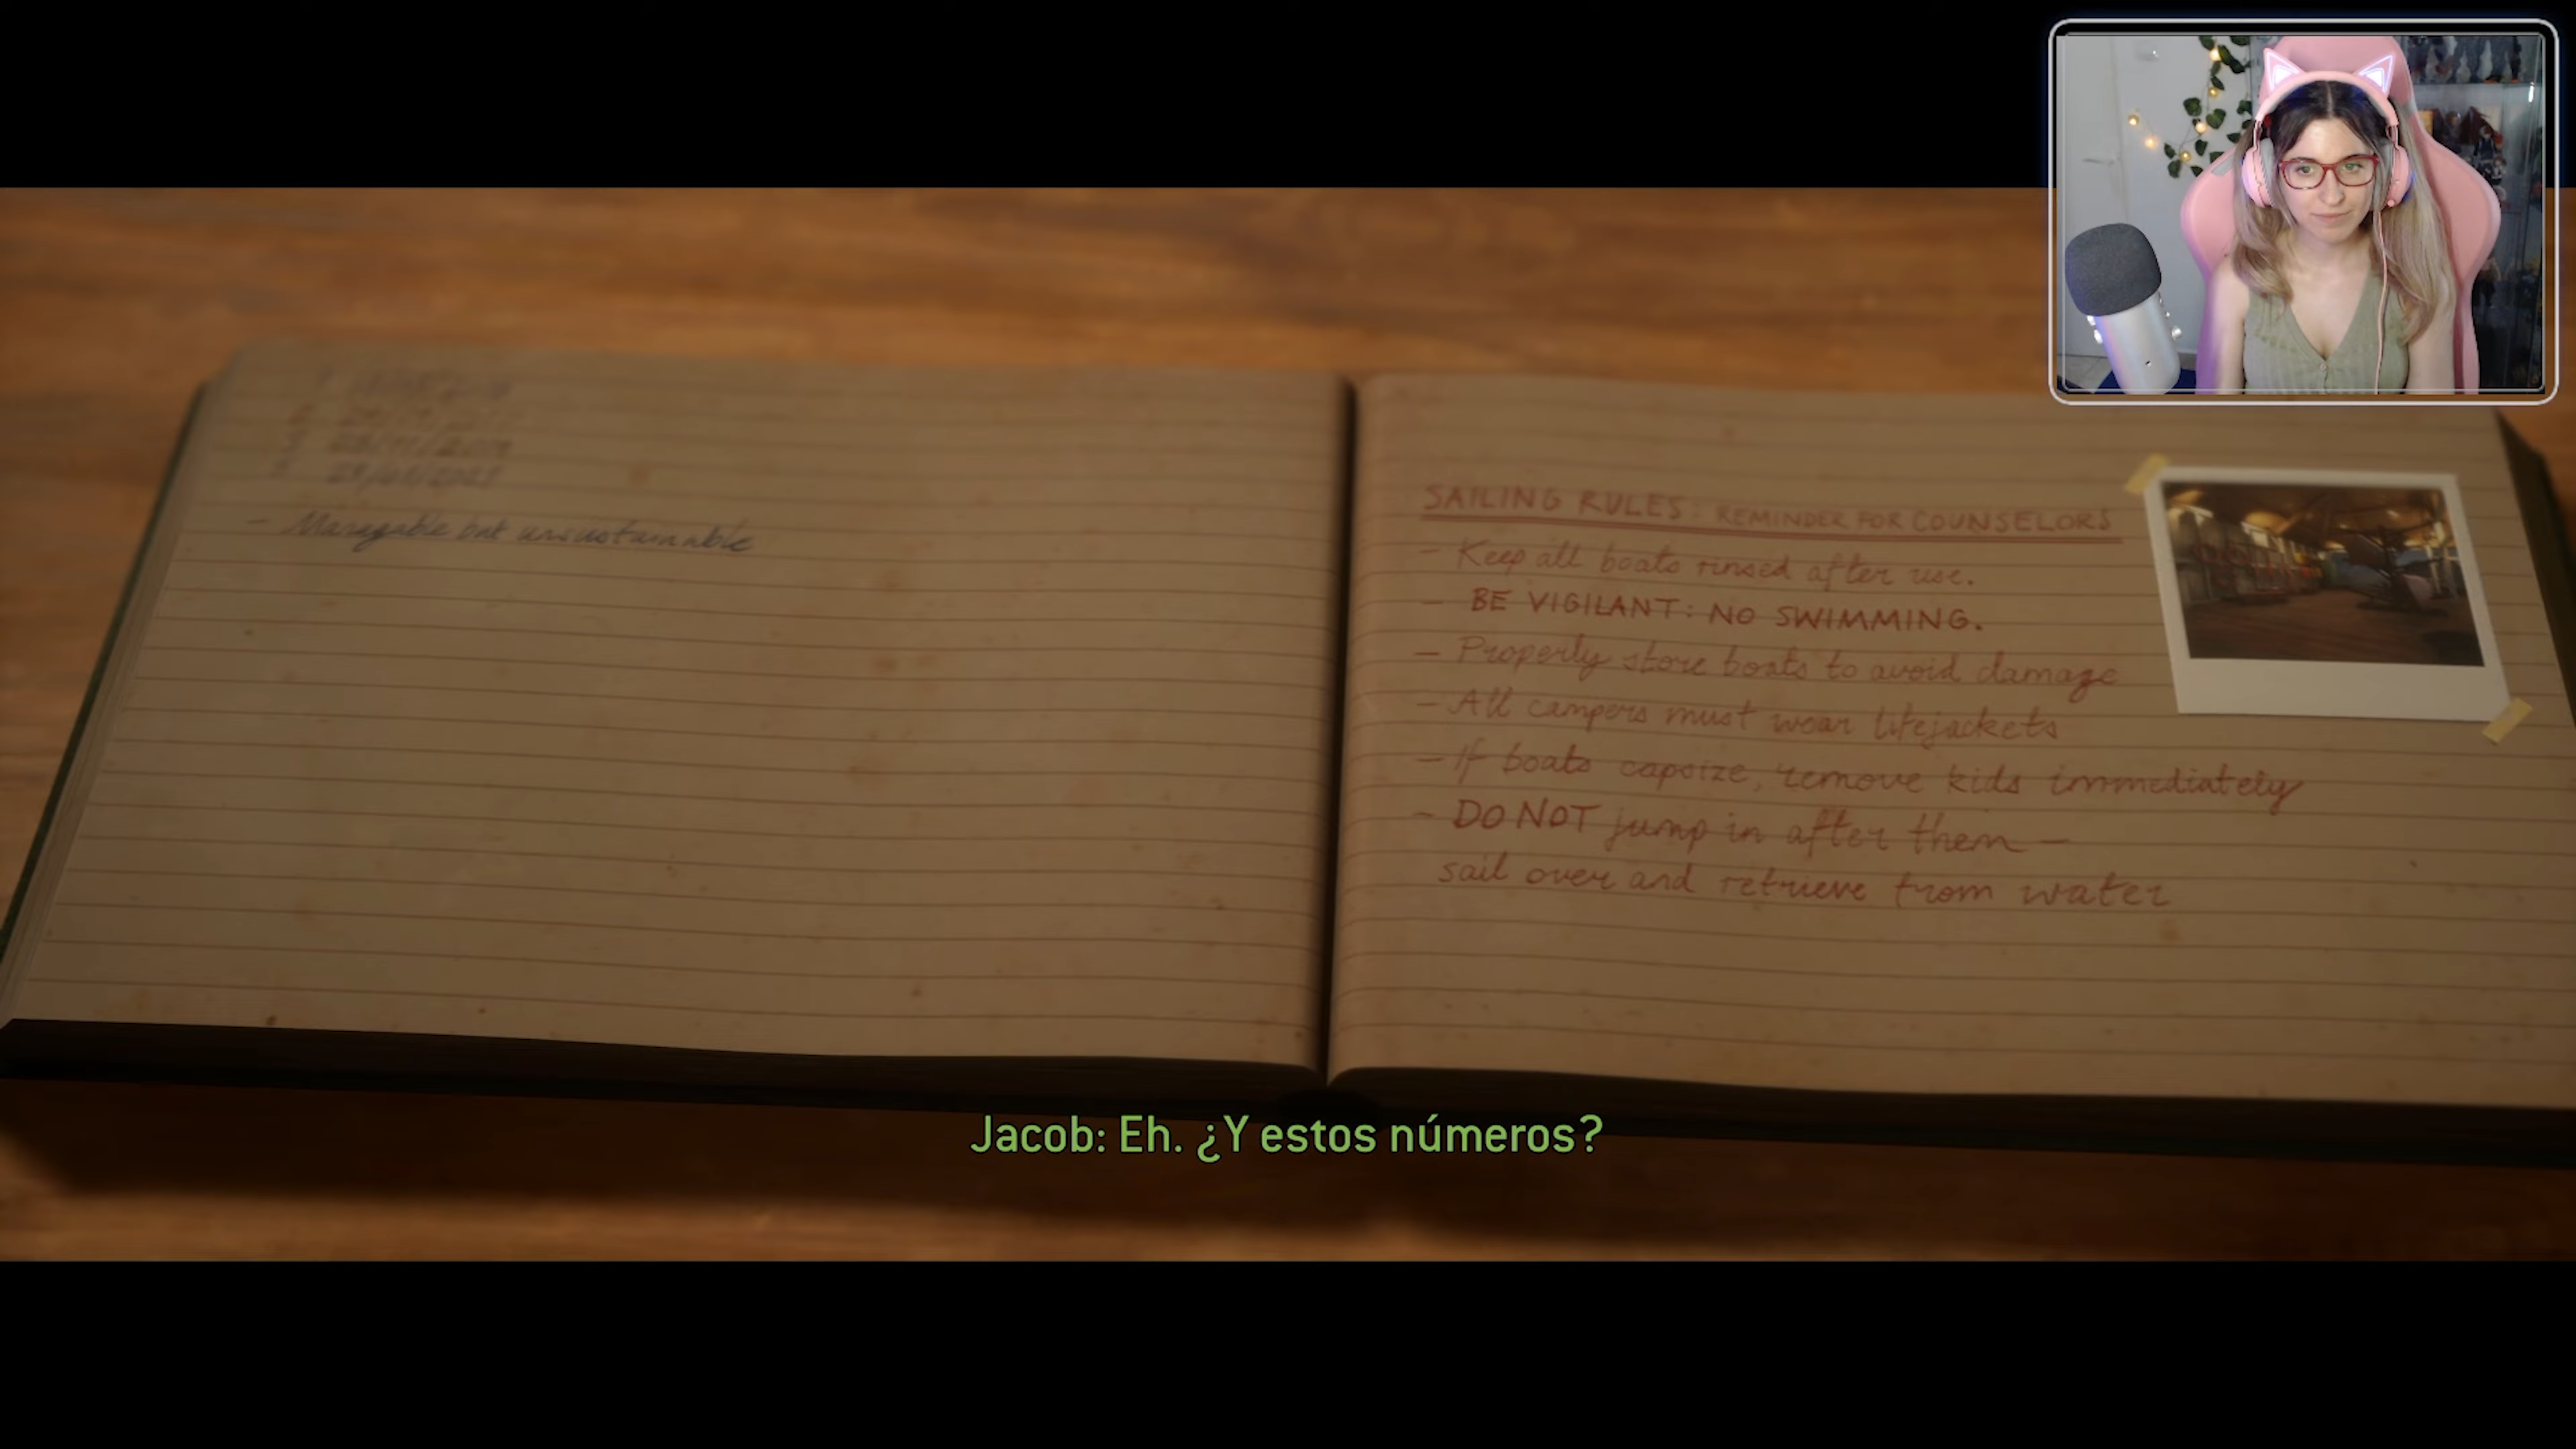 - Managable but unsustainable
SAILING RULES: REMINDER FOR COUNSELORS
- Keep all boats rinsed after use.
- BE VIGILANT: NO SWIMMING.
- Properly store boats to avoid damage
- All campers must wear lifejackets
- If boats capsize, remove kids immediately
- DO NOT jump in after them -
sail over and retrieve from water
Jacob: Eh. ¿Y estos números?